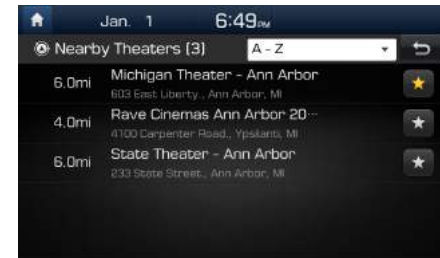 Jan. 1 6:49PM
Nearby Theaters (3) A - Z
6.0mi Michigan Theater - Ann Arbor
603 East Liberty., Ann Arbor, MI
4.0mi Rave Cinemas Ann Arbor 20···
4100 Carpenter Road., Ypsilanti, MI
6.0mi State Theater - Ann Arbor
233 State Street., Ann Arbor, MI